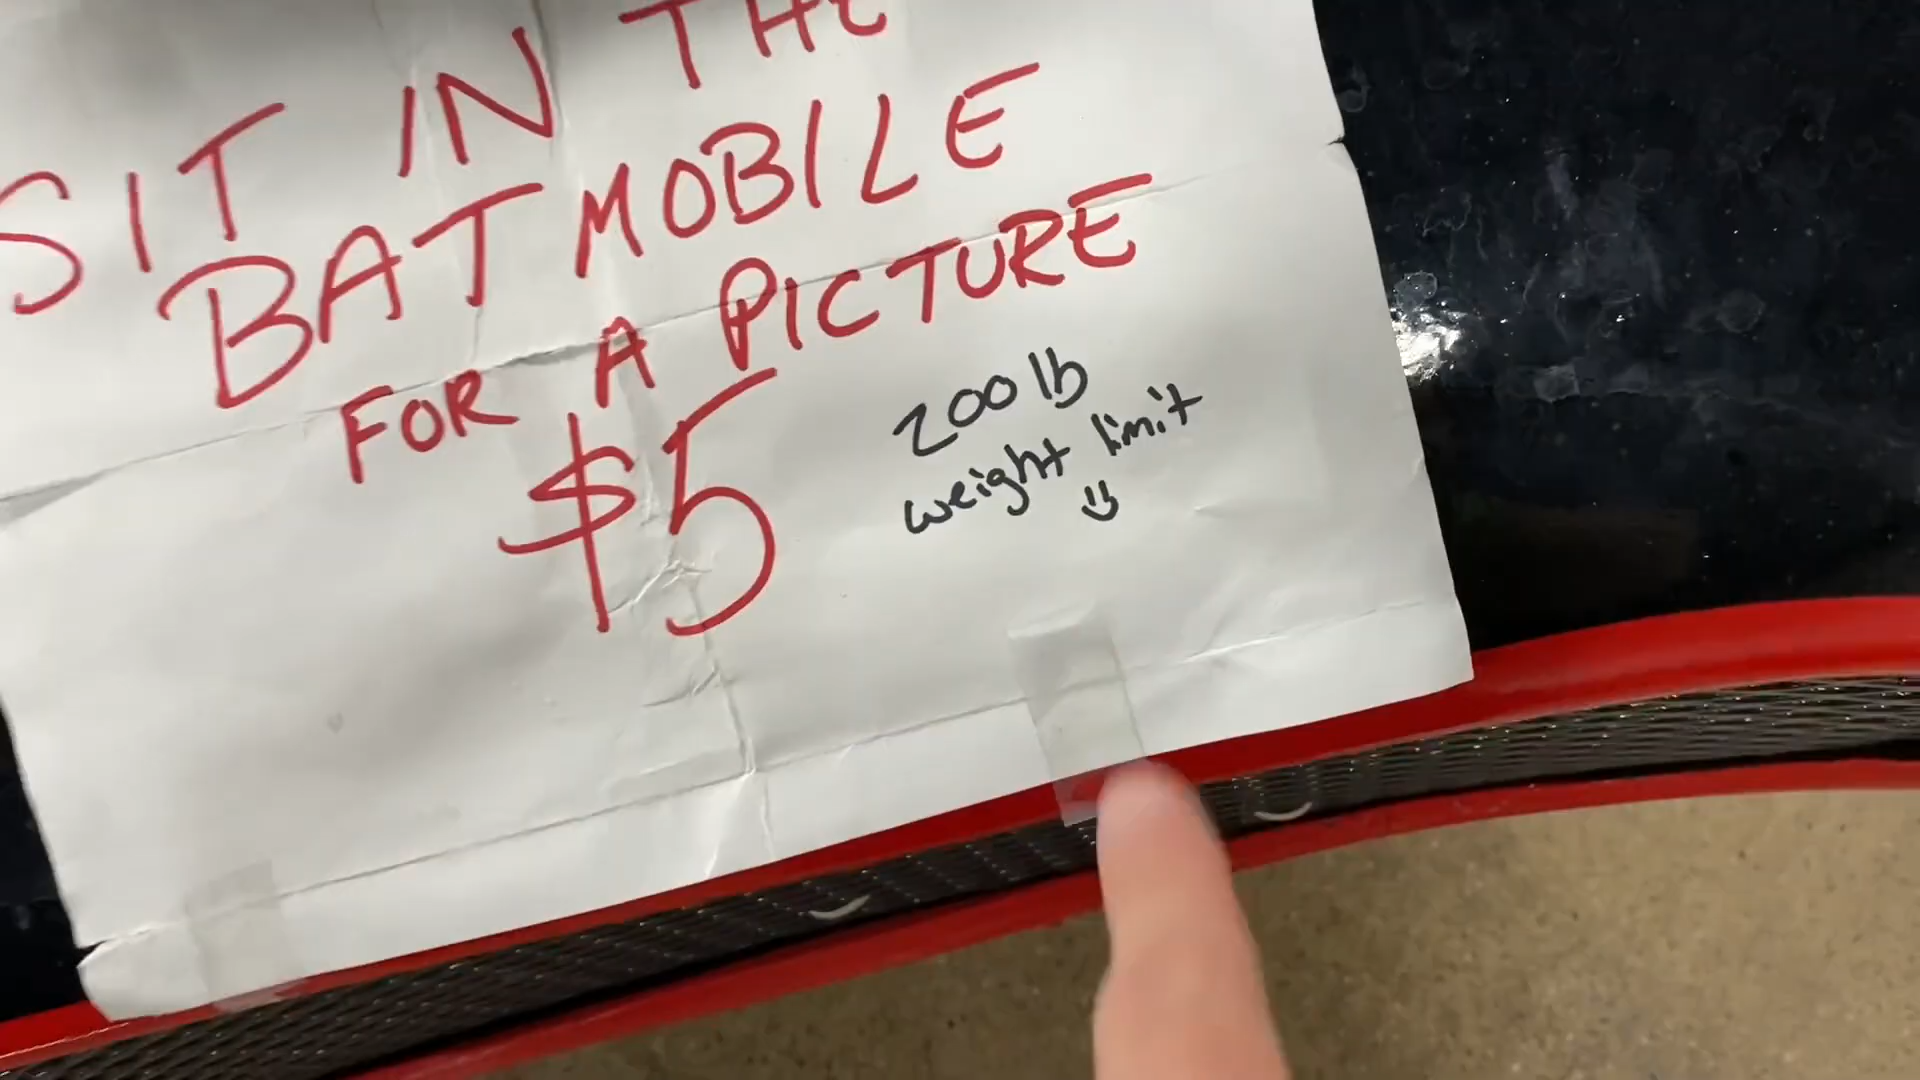 SIT IN THE
BATMOBILE
FOR A PICTURE
$5
200 lb
weight limit